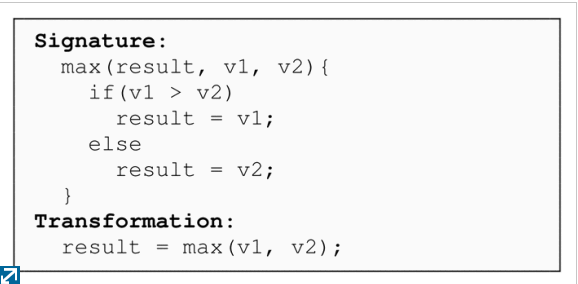 Signature:
max(result, v1, v2){
if(v1 > v2)
result = v1;
else
result = v2;
}
Transformation:
result = max(v1, v2);